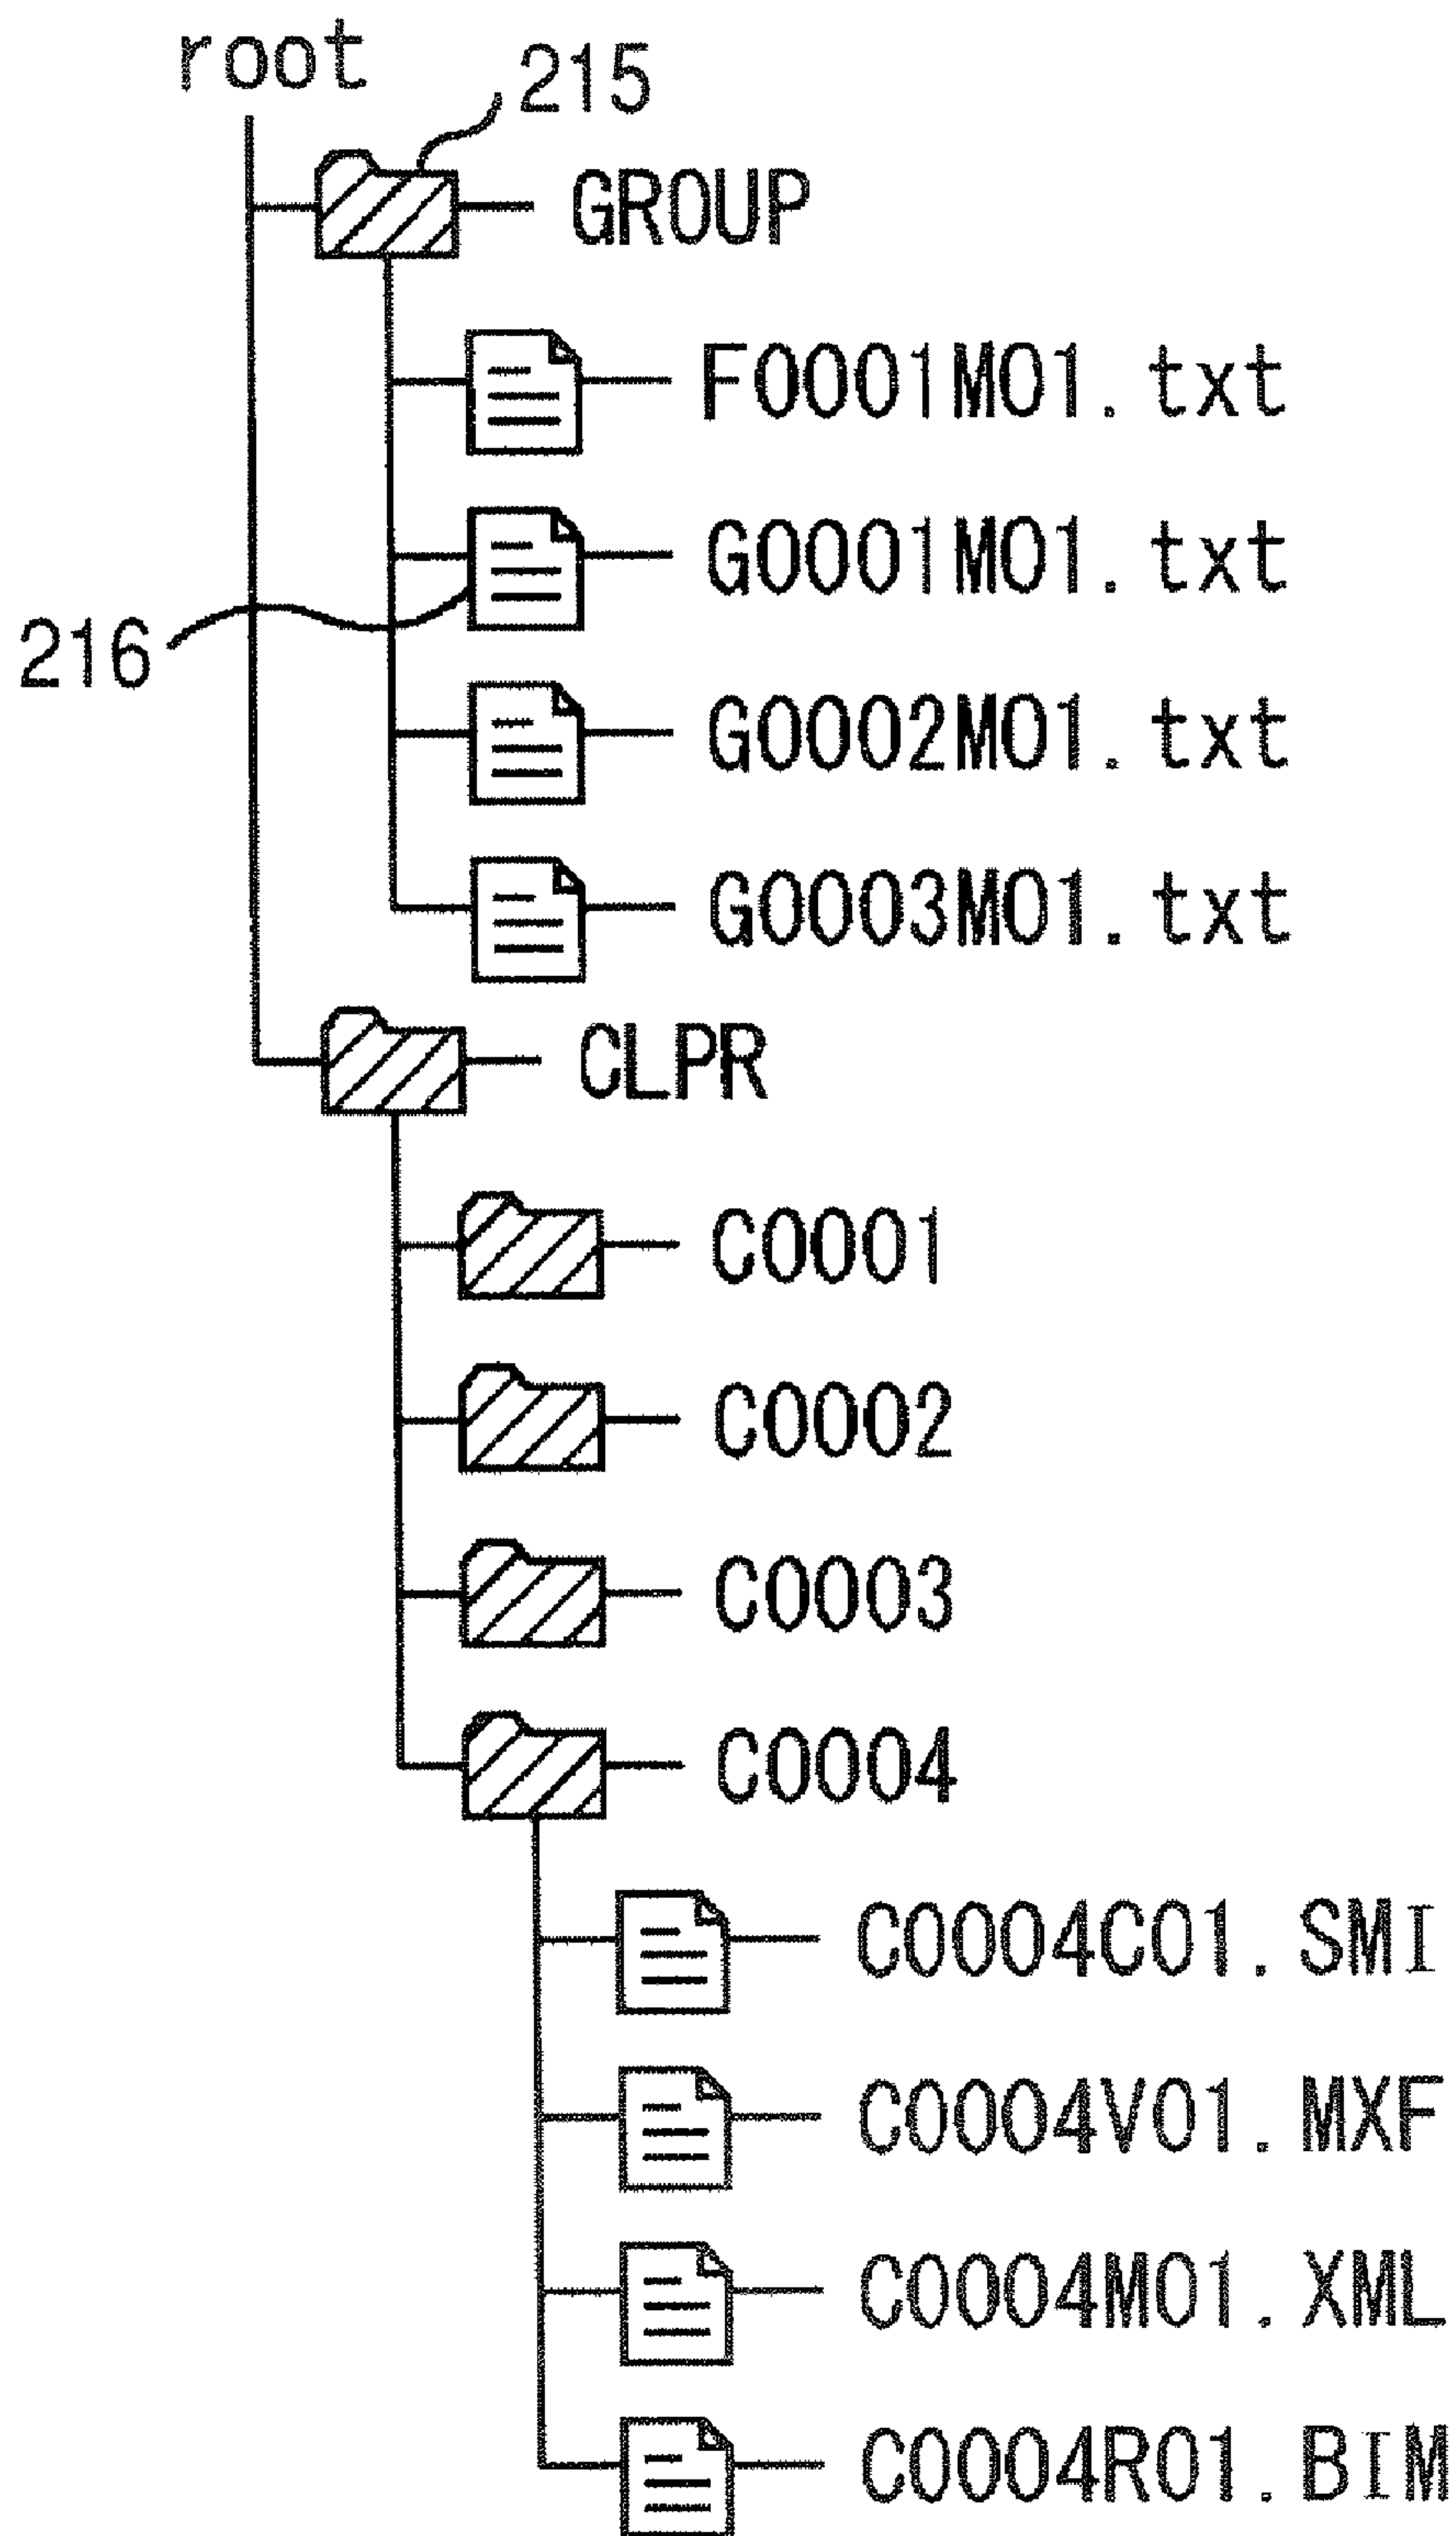 root
215
GROUP
F0001M01.txt
G0001M01.txt
216
G0002M01.txt
G0003M01.txt
CLPR
C0001
C0002
C0003
C0004
C0004C01.SMI
C0004V01.MXF
C0004M01.XML
C0004R01.BIM